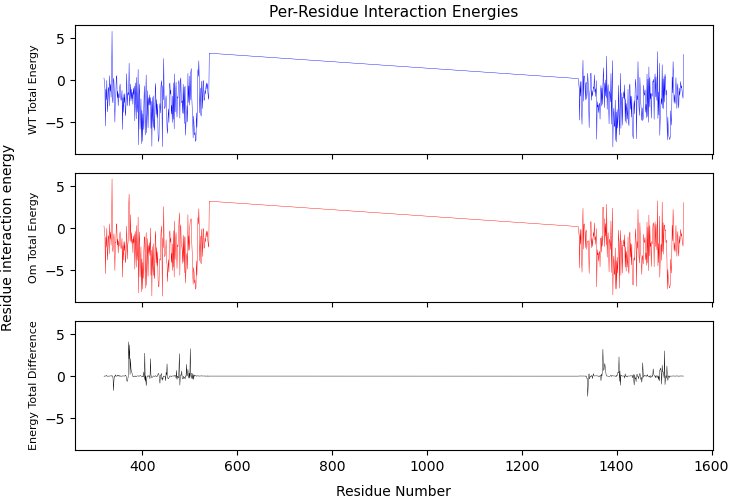 Per-Residue Interaction Energies
Residue interaction energy
WT Total Energy
5
0
−5
Om Total Energy
5
0
−5
Energy Total Difference
5
0
−5
400 600 800 1000 1200 1400 1600
Residue Number